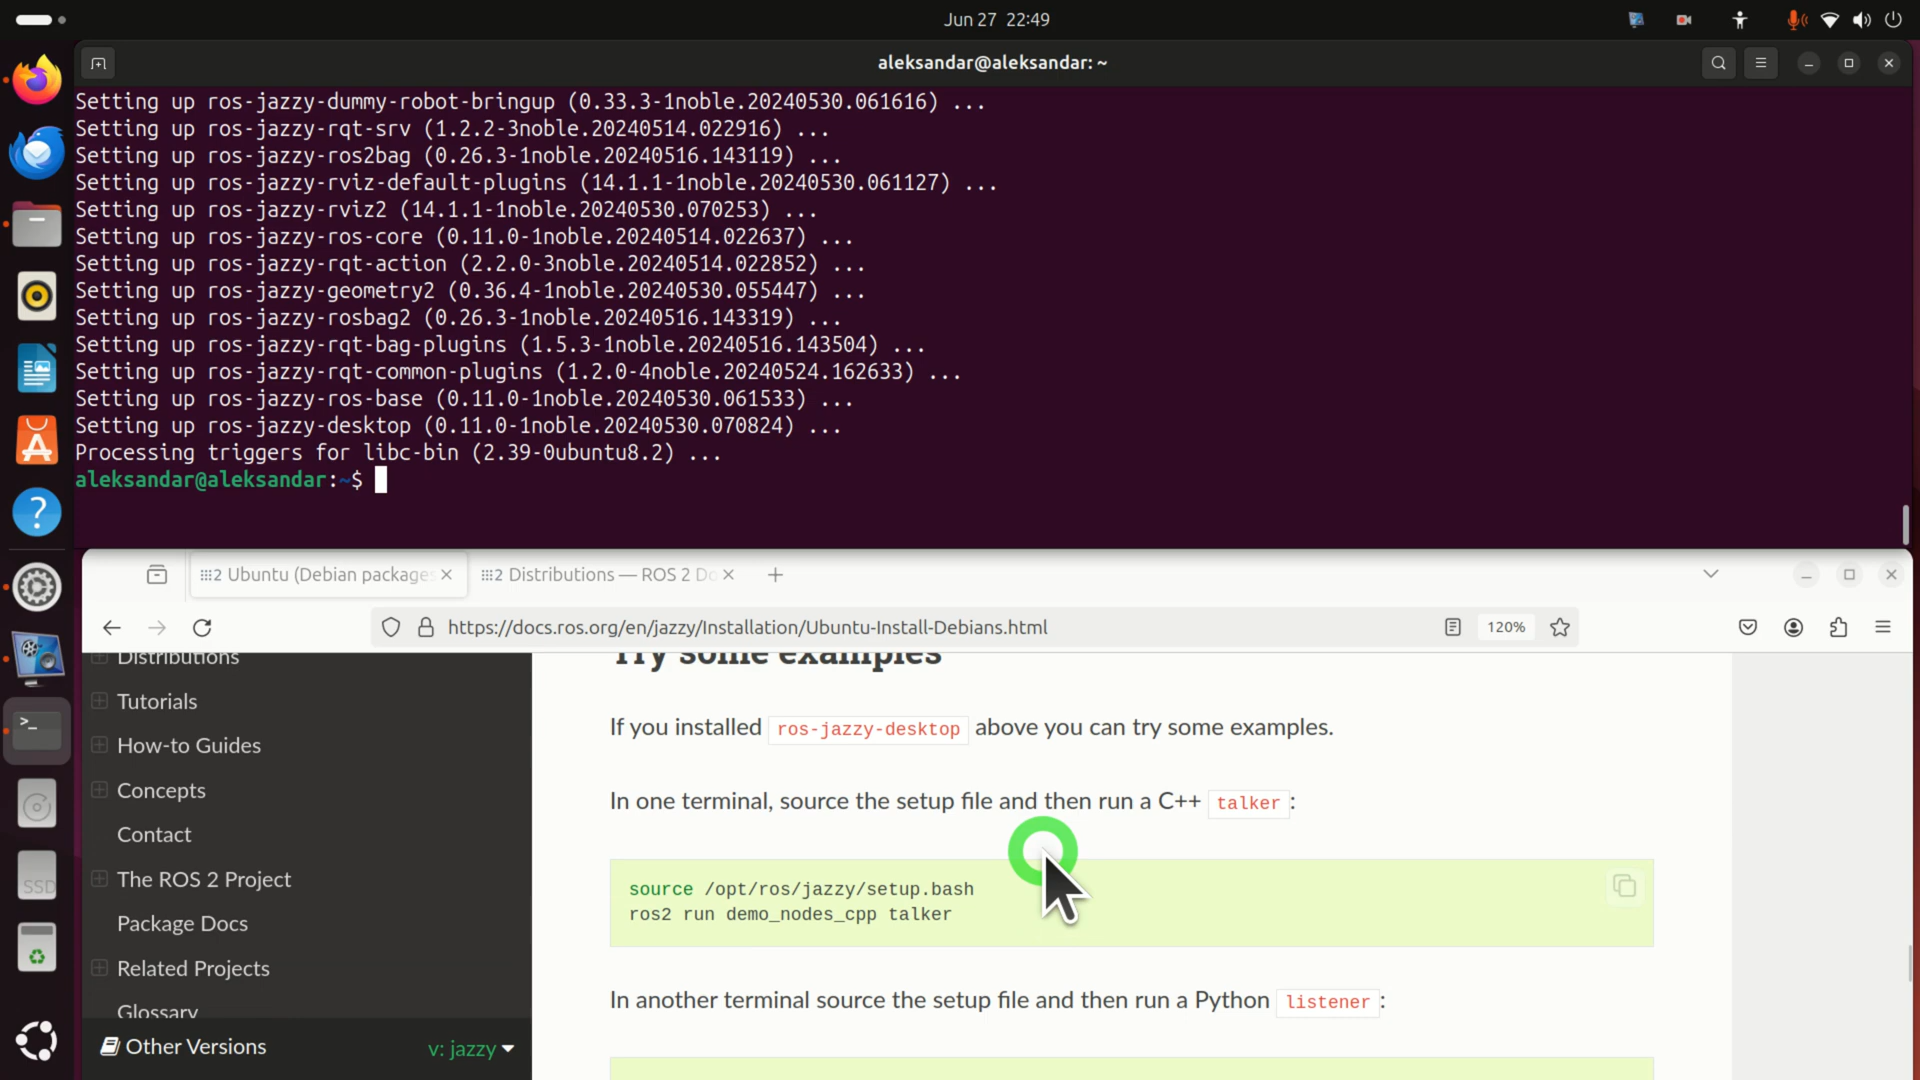 Jun 27 22:49
aleksandar@aleksandar: ~
Setting up ros-jazzy-dummy-robot-bringup (0.33.3-1noble.20240530.061616) ...
Setting up ros-jazzy-rqt-srv (1.2.2-3noble.20240514.022916) ...
Setting up ros-jazzy-ros2bag (0.26.3-1noble.20240516.143119) ...
Setting up ros-jazzy-rviz-default-plugins (14.1.1-1noble.20240530.061127) ...
Setting up ros-jazzy-rviz2 (14.1.1-1noble.20240530.070253) ...
Setting up ros-jazzy-ros-core (0.11.0-1noble.20240514.022637) ...
Setting up ros-jazzy-rqt-action (2.2.0-3noble.20240514.022852) ...
Setting up ros-jazzy-geometry2 (0.36.4-1noble.20240530.055447) ...
Setting up ros-jazzy-rosbag2 (0.26.3-1noble.20240516.143319) ...
Setting up ros-jazzy-rqt-bag-plugins (1.5.3-1noble.20240516.143504) ...
Setting up ros-jazzy-rqt-common-plugins (1.2.0-4noble.20240524.162633) ...
Setting up ros-jazzy-ros-base (0.11.0-1noble.20240530.061533) ...
Setting up ros-jazzy-desktop (0.11.0-1noble.20240530.070824) ...
Processing triggers for libc-bin (2.39-0ubuntu8.2) ...
aleksandar@aleksandar:~$
Ubuntu (Debian packages
Distributions — ROS 2 Do
https://docs.ros.org/en/jazzy/Installation/Ubuntu-Install-Debians.html
120%
Distributions
Tutorials
How-to Guides
Concepts
Contact
The ROS 2 Project
Package Docs
Related Projects
Glossary
Other Versions
v: jazzy
Try some examples
If you installed ros-jazzy-desktop above you can try some examples.
In one terminal, source the setup file and then run a C++ talker:
source /opt/ros/jazzy/setup.bash
ros2 run demo_nodes_cpp talker
In another terminal source the setup file and then run a Python listener:
SSD